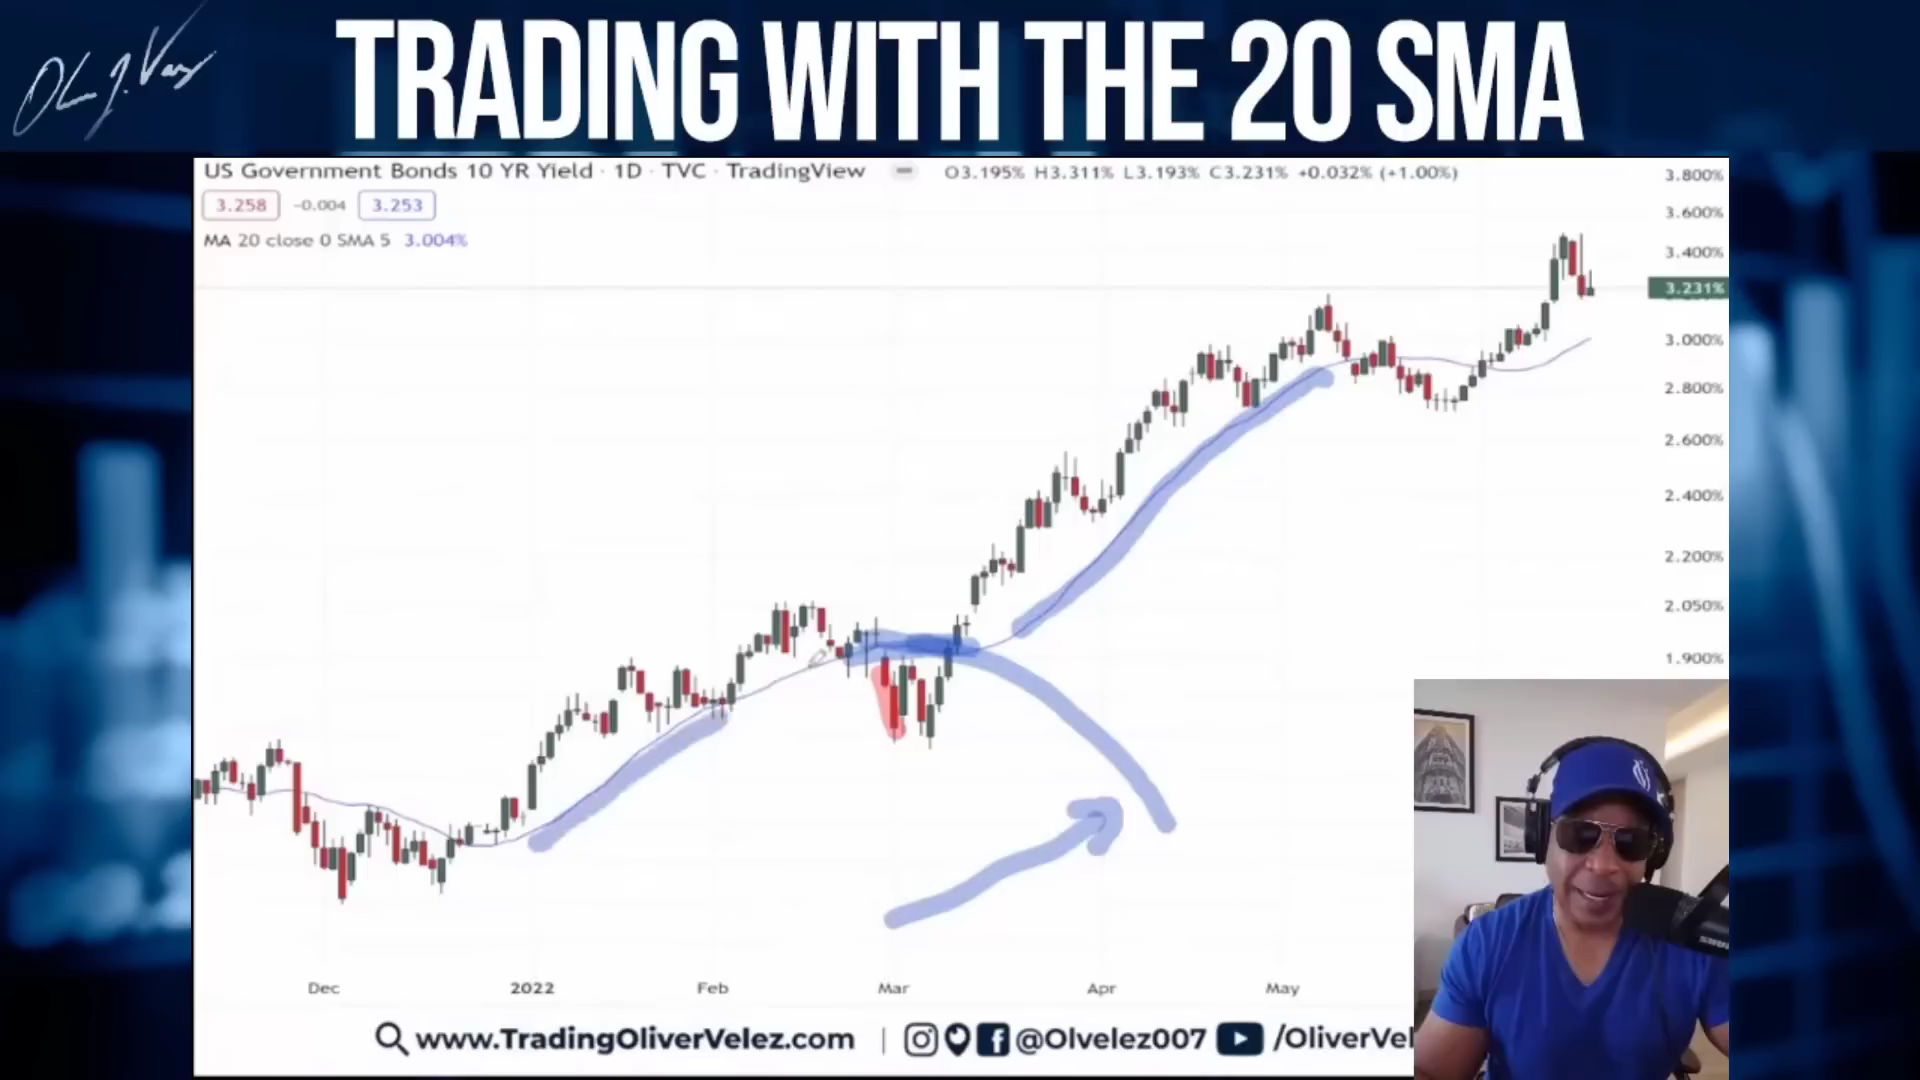 TRADING WITH THE 20 SMA
US Government Bonds 10 YR Yield · 1D · TVC · TradingView
O3.195% H3.311% L3.193% C3.231% +0.032% (+1.00%)
3.258 -0.004 3.253
MA 20 close 0 SMA 5 3.004%
3.800%
3.600%
3.400%
3.231%
3.000%
2.800%
2.600%
2.400%
2.200%
2.050%
1.900%
Dec 2022 Feb Mar Apr May
www.TradingOliverVelez.com | @Olvelez007 /OliverVel